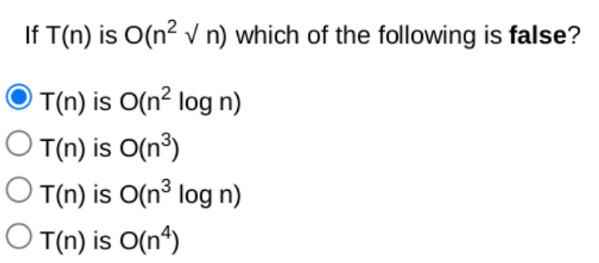 If T(n) is O(n² √ n) which of the following is false?
T(n) is O(n² log n)
T(n) is O(n³)
T(n) is O(n³ log n)
T(n) is O(n⁴)